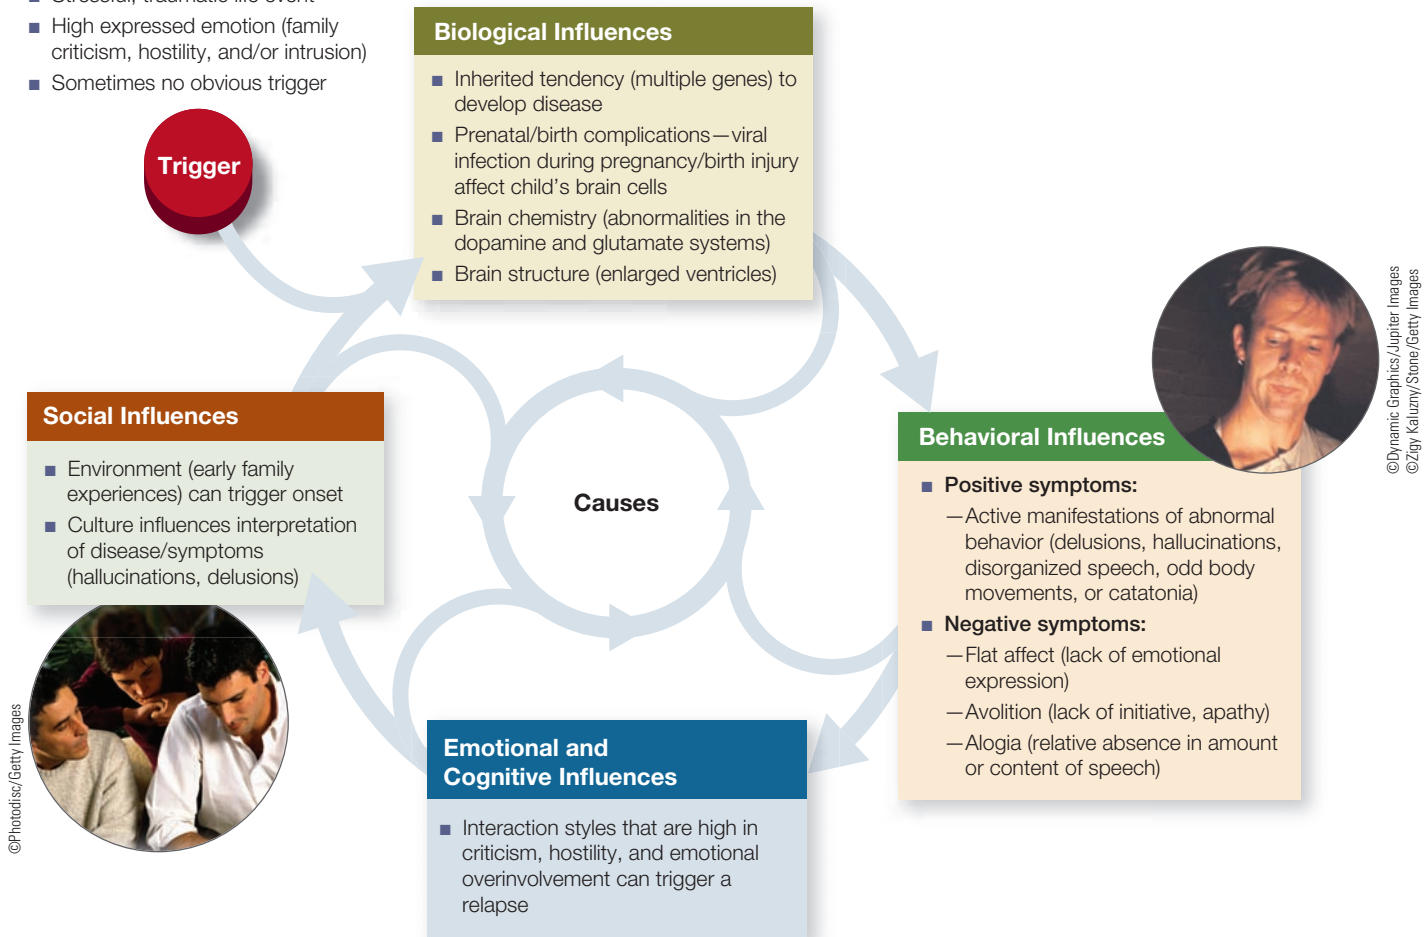 ■ Stressful, traumatic life event
■ High expressed emotion (family
criticism, hostility, and/or intrusion)
■ Sometimes no obvious trigger
Trigger
Biological Influences
■ Inherited tendency (multiple genes) to
develop disease
■ Prenatal/birth complications—viral
infection during pregnancy/birth injury
affect child's brain cells
■ Brain chemistry (abnormalities in the
dopamine and glutamate systems)
■ Brain structure (enlarged ventricles)
Social Influences
■ Environment (early family
experiences) can trigger onset
■ Culture influences interpretation
of disease/symptoms
(hallucinations, delusions)
Causes
Behavioral Influences
■ Positive symptoms:
—Active manifestations of abnormal
behavior (delusions, hallucinations,
disorganized speech, odd body
movements, or catatonia)
■ Negative symptoms:
—Flat affect (lack of emotional
expression)
—Avolition (lack of initiative, apathy)
—Alogia (relative absence in amount
or content of speech)
Emotional and
Cognitive Influences
■ Interaction styles that are high in
criticism, hostility, and emotional
overinvolvement can trigger a
relapse
©Photodisc/Getty Images
©Dynamic Graphics/Jupiter Images
©Zigy Kaluzny/Stone/Getty Images